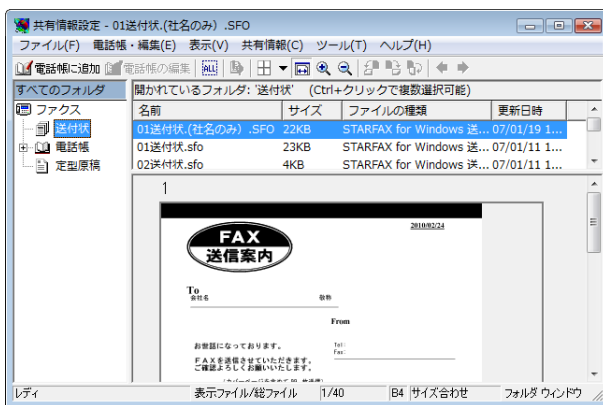 共有情報設定 - 01送付状.(社名のみ) .SFO
ファイル(F) 電話帳・編集(E) 表示(V) 共有情報(C) ツール(T) ヘルプ(H)
電話帳に追加 電話帳の編集 ALL
すべてのフォルダ 開かれているフォルダ: '送付状' (Ctrl+クリックで複数選択可能)
ファクス
送付状
電話帳
定型原稿
名前 サイズ ファイルの種類 更新日時
01送付状.(社名のみ) .SFO 22KB STARFAX for Windows 送... 07/01/19 1...
01送付状.sfo 23KB STARFAX for Windows 送... 07/01/11 1...
02送付状.sfo 4KB STARFAX for Windows 送... 07/01/11 1...
1
2010/02/24
FAX
送信案内
To
会社名 敬称
From
お世話になっております。 Tel:
Fax:
FAXを送信させていただきます。
ご確認よろしくお願いいたします。
レディ 表示ファイル/総ファイル 1/40 B4 サイズ合わせ フォルダ ウィンドウ